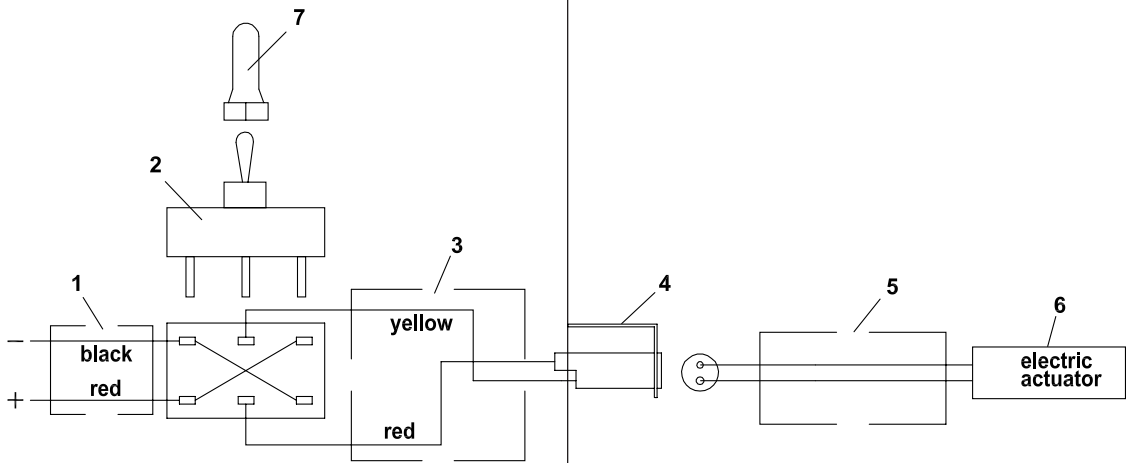 7
2
3
1
4
5
6
yellow
− black
electric
actuator
+ red
red